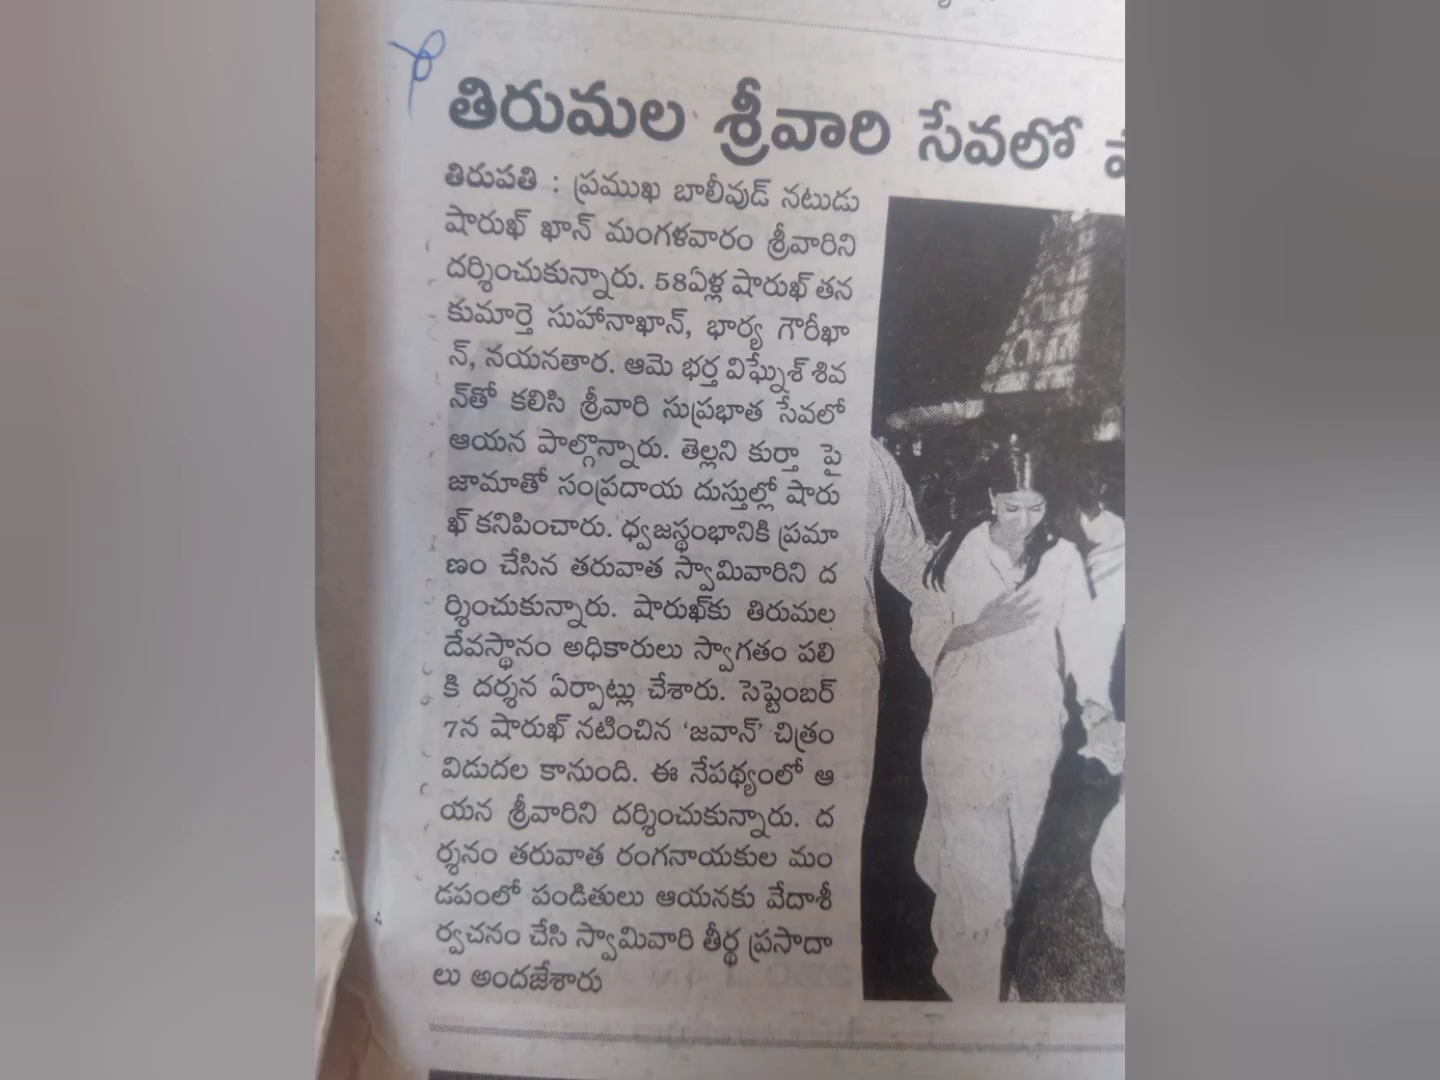 తిరుమల శ్రీవారి సేవలో
తిరుపతి : ప్రముఖ బాలీవుడ్ నటుడు
షారుఖ్ ఖాన్ మంగళవారం శ్రీవారిని
దర్శించుకున్నారు. 58ఏళ్ల షారుఖ్ తన
కుమార్తె సుహానాఖాన్, భార్య గౌరీఖా
న్, నయనతార. ఆమె భర్త విఘ్నేశ్ శివ
న్‌తో కలిసి శ్రీవారి సుప్రభాత సేవలో
ఆయన పాల్గొన్నారు. తెల్లని కుర్తా పై
జామాతో సంప్రదాయ దుస్తుల్లో షారు
ఖ్ కనిపించారు. ధ్వజస్థంభానికి ప్రమా
ణం చేసిన తరువాత స్వామివారిని ద
ర్శించుకున్నారు. షారుఖ్‌కు తిరుమల
దేవస్థానం అధికారులు స్వాగతం పలి
కి దర్శన ఏర్పాట్లు చేశారు. సెప్టెంబర్
7న షారుఖ్ నటించిన 'జవాన్' చిత్రం
విడుదల కానుంది. ఈ నేపథ్యంలో ఆ
యన శ్రీవారిని దర్శించుకున్నారు. ద
ర్శనం తరువాత రంగనాయకుల మం
డపంలో పండితులు ఆయనకు వేదాశీ
ర్వచనం చేసి స్వామివారి తీర్థ ప్రసాదా
లు అందజేశారు